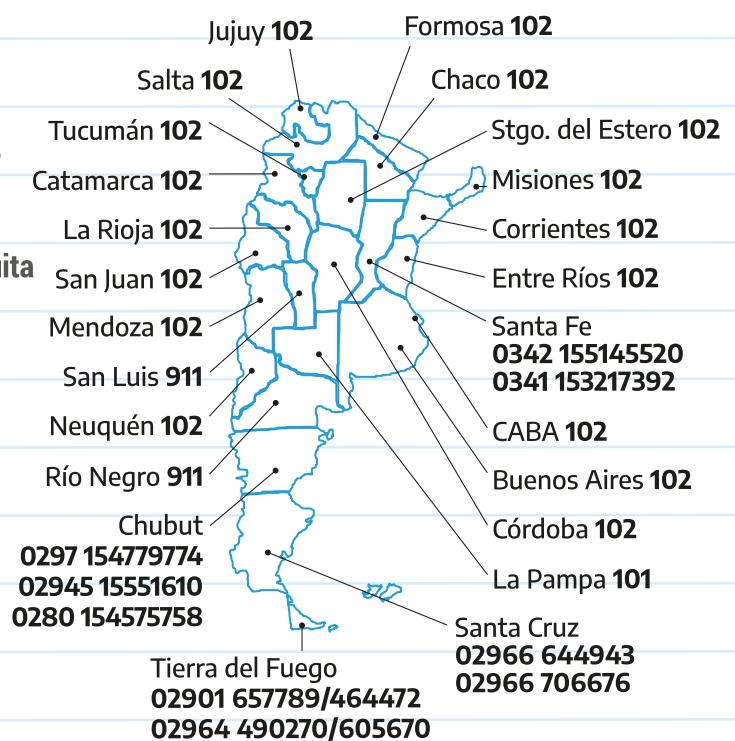 Jujuy 102
Formosa 102
Salta 102
Chaco 102
Tucumán 102
Stgo. del Estero 102
Catamarca 102
Misiones 102
La Rioja 102
Corrientes 102
San Juan 102
Entre Ríos 102
Mendoza 102
Santa Fe
0342 155145520
0341 153217392
San Luis 911
Neuquén 102
CABA 102
Río Negro 911
Buenos Aires 102
Chubut
0297 154779774
02945 15551610
0280 154575758
Córdoba 102
La Pampa 101
Santa Cruz
02966 644943
02966 706676
Tierra del Fuego
02901 657789/464472
02964 490270/605670